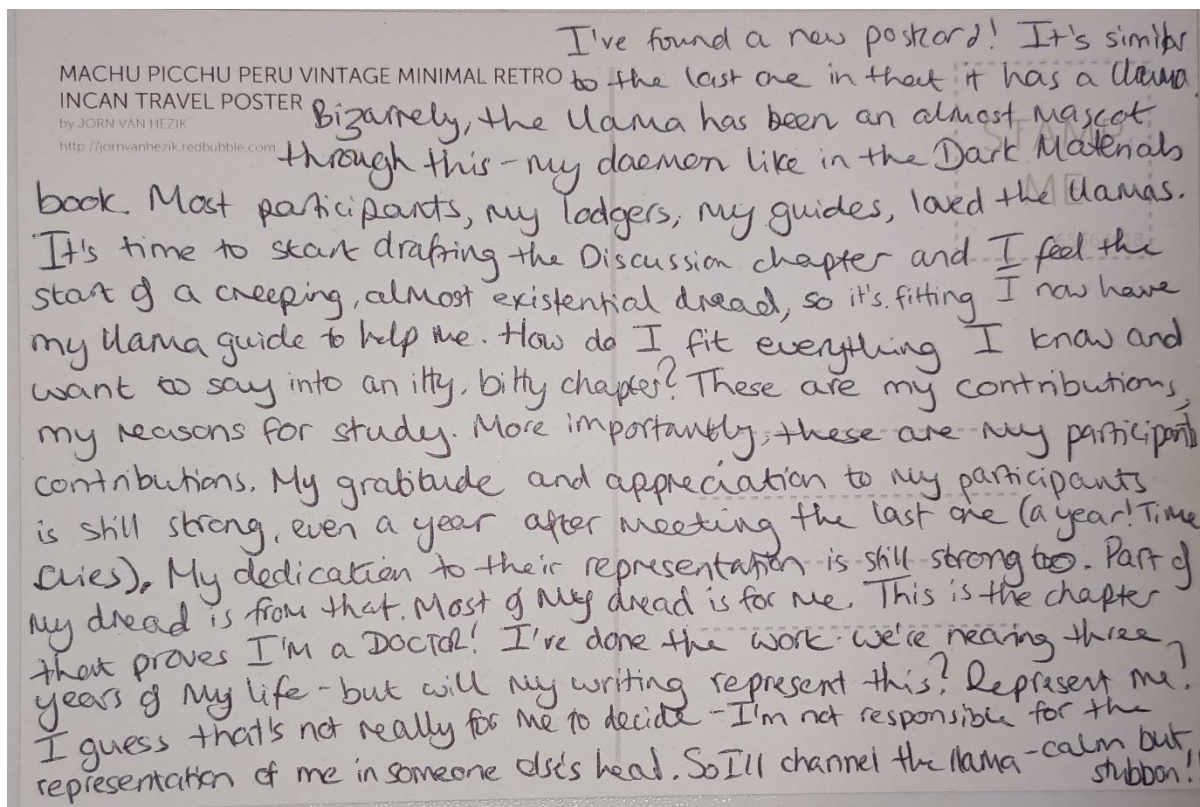 I've found a new postcard! It's similar
MACHU PICCHU PERU VINTAGE MINIMAL RETRO to the last one in that it has a llama.
INCAN TRAVEL POSTER Bizarrely, the llama has been an almost mascot
by JORN VAN HEZIK
http://jornvanhezik.redbubble.com through this - my daemon like in the Dark Materials
book. Most participants, my lodgers, my guides, loved the llamas.
It's time to start drafting the Discussion chapter and I feel the
start of a creeping, almost existential dread, so it's fitting I now have
my llama guide to help me. How do I fit everything I know and
want to say into an itty, bitty chapter? These are my contributions,
my reasons for study. More importantly, these are my participants'
contributions. My gratitude and appreciation to my participants
is still strong, even a year after meeting the last one (a year! Time
flies). My dedication to their representation is still strong too. Part of
my dread is from that. Most of my dread is for me. This is the chapter
that proves I'M a DOCTOR! I've done the work - we're nearing three
years of my life - but will my writing represent this? Represent me?
I guess that's not really for me to decide - I'm not responsible for the
representation of me in someone else's head. So I'll channel the llama - calm but
stubborn!!